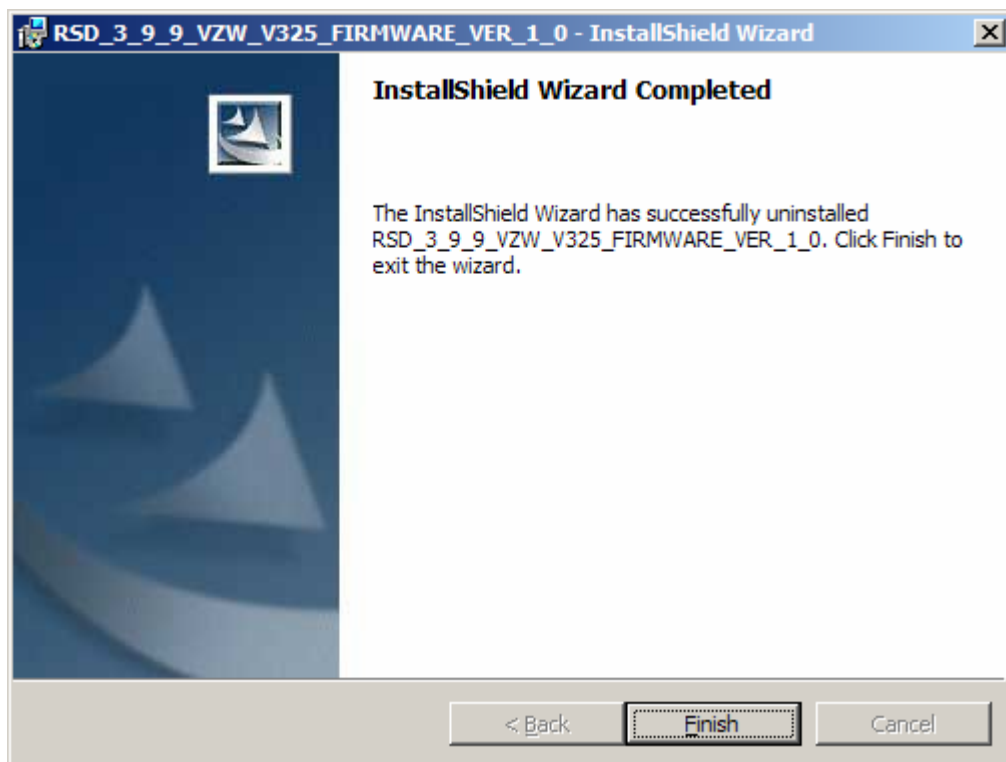 RSD_3_9_9_VZW_V325_FIRMWARE_VER_1_0 - InstallShield Wizard
InstallShield Wizard Completed
The InstallShield Wizard has successfully uninstalled
RSD_3_9_9_VZW_V325_FIRMWARE_VER_1_0. Click Finish to
exit the wizard.
< Back
Finish
Cancel